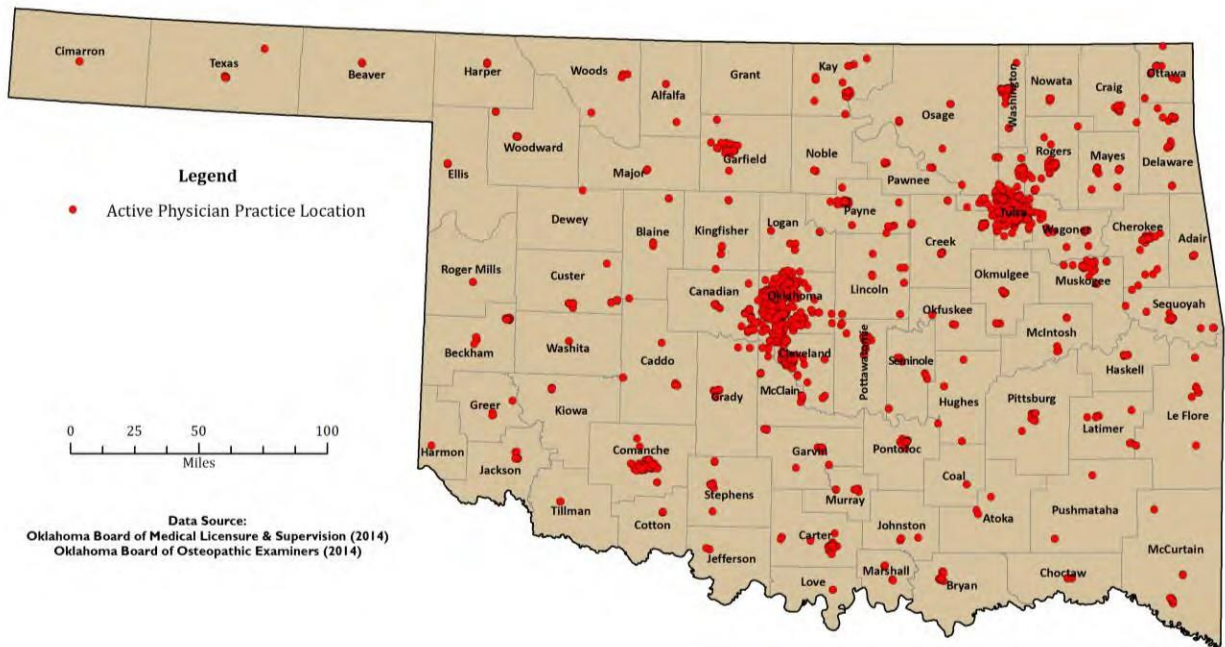 Cimarron
Texas
Beaver
Harper
Woods
Alfalfa
Grant
Kay
Osage
Washington
Nowata
Craig
Ottawa
Woodward
Ellis
Major
Garfield
Noble
Pawnee
Rogers
Mayes
Delaware
Legend
Active Physician Practice Location
Dewey
Blaine
Kingfisher
Logan
Payne
Creek
Tulsa
Wagoner
Cherokee
Adair
Roger Mills
Custer
Canadian
Oklahoma
Lincoln
Okmulgee
Muskogee
Okfuskee
Sequoyah
McIntosh
Beckham
Washita
Caddo
Cleveland
Pottawatomie
Seminole
Haskell
Greer
Kiowa
Grady
McClain
Hughes
Pittsburg
Latimer
Le Flore
0 25 50 100
Miles
Harmon
Jackson
Comanche
Garvin
Pontotoc
Coal
Stephens
Murray
Tillman
Cotton
Johnston
Atoka
Pushmataha
Carter
Jefferson
McCurtain
Love
Marshall
Bryan
Choctaw
Data Source:
Oklahoma Board of Medical Licensure & Supervision (2014)
Oklahoma Board of Osteopathic Examiners (2014)